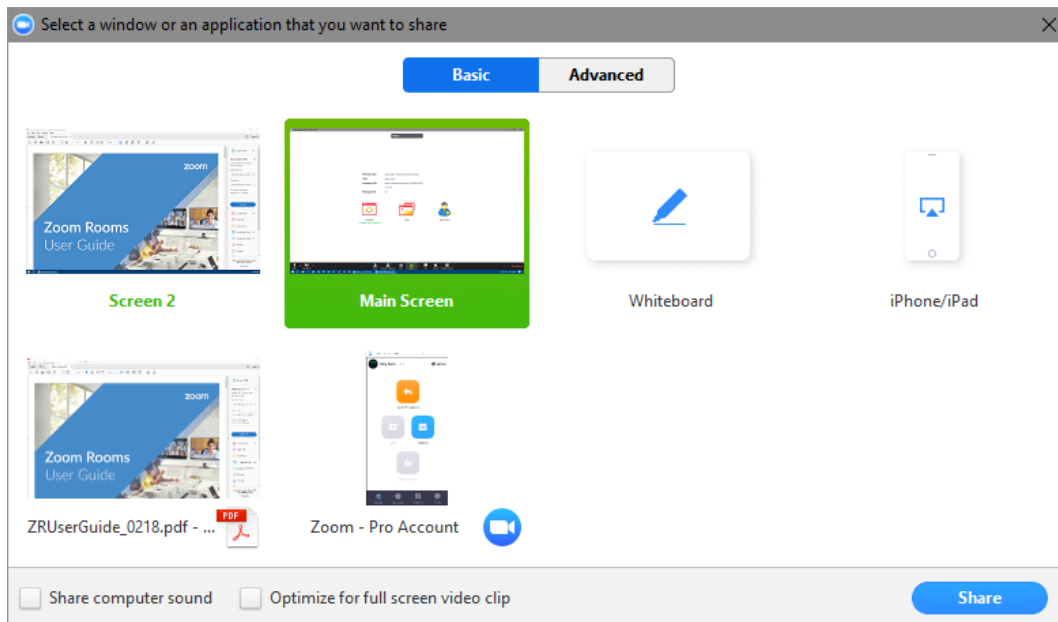 Select a window or an application that you want to share
Basic
Advanced
zoom
Zoom Rooms
User Guide
Screen 2
Main Screen
Whiteboard
iPhone/iPad
zoom
Zoom Rooms
User Guide
ZRUserGuide_0218.pdf - ...
PDF
Zoom - Pro Account
Share computer sound
Optimize for full screen video clip
Share